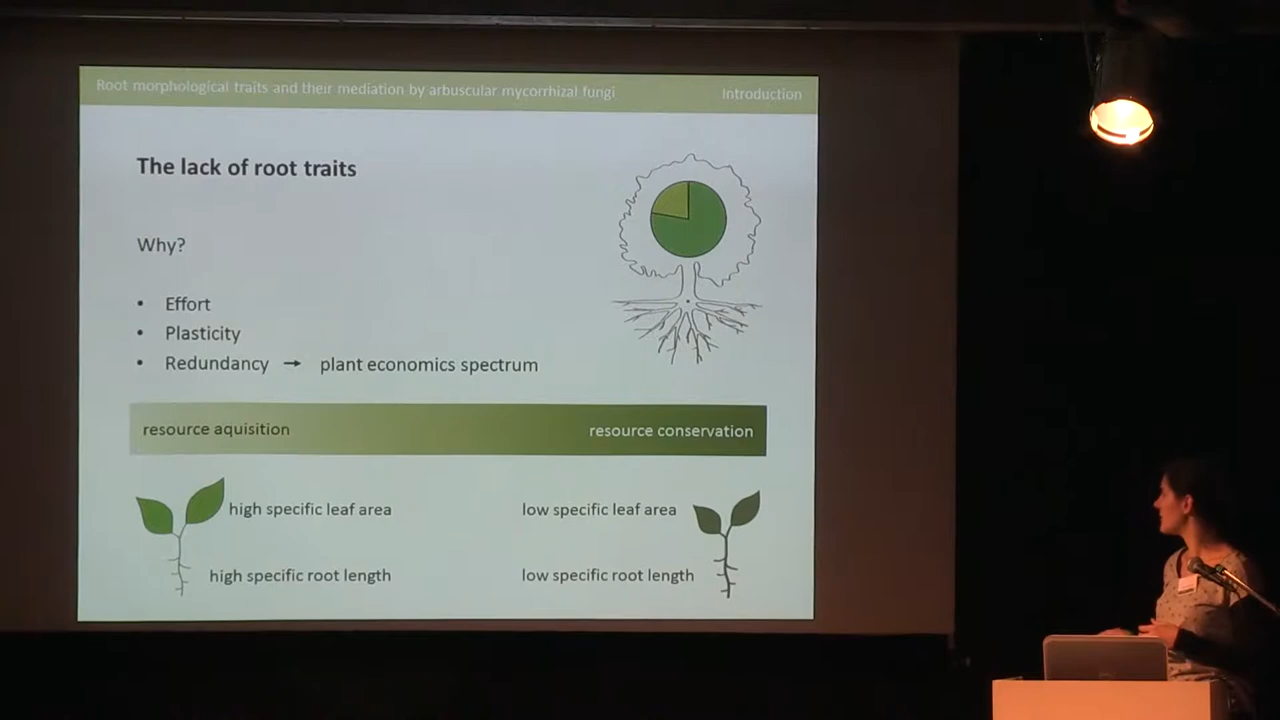 Root morphological traits and their mediation by arbuscular mycorrhizal fungi Introduction
The lack of root traits
Why?
• Effort
• Plasticity
• Redundancy → plant economics spectrum
resource aquisition resource conservation
high specific leaf area low specific leaf area
high specific root length low specific root length